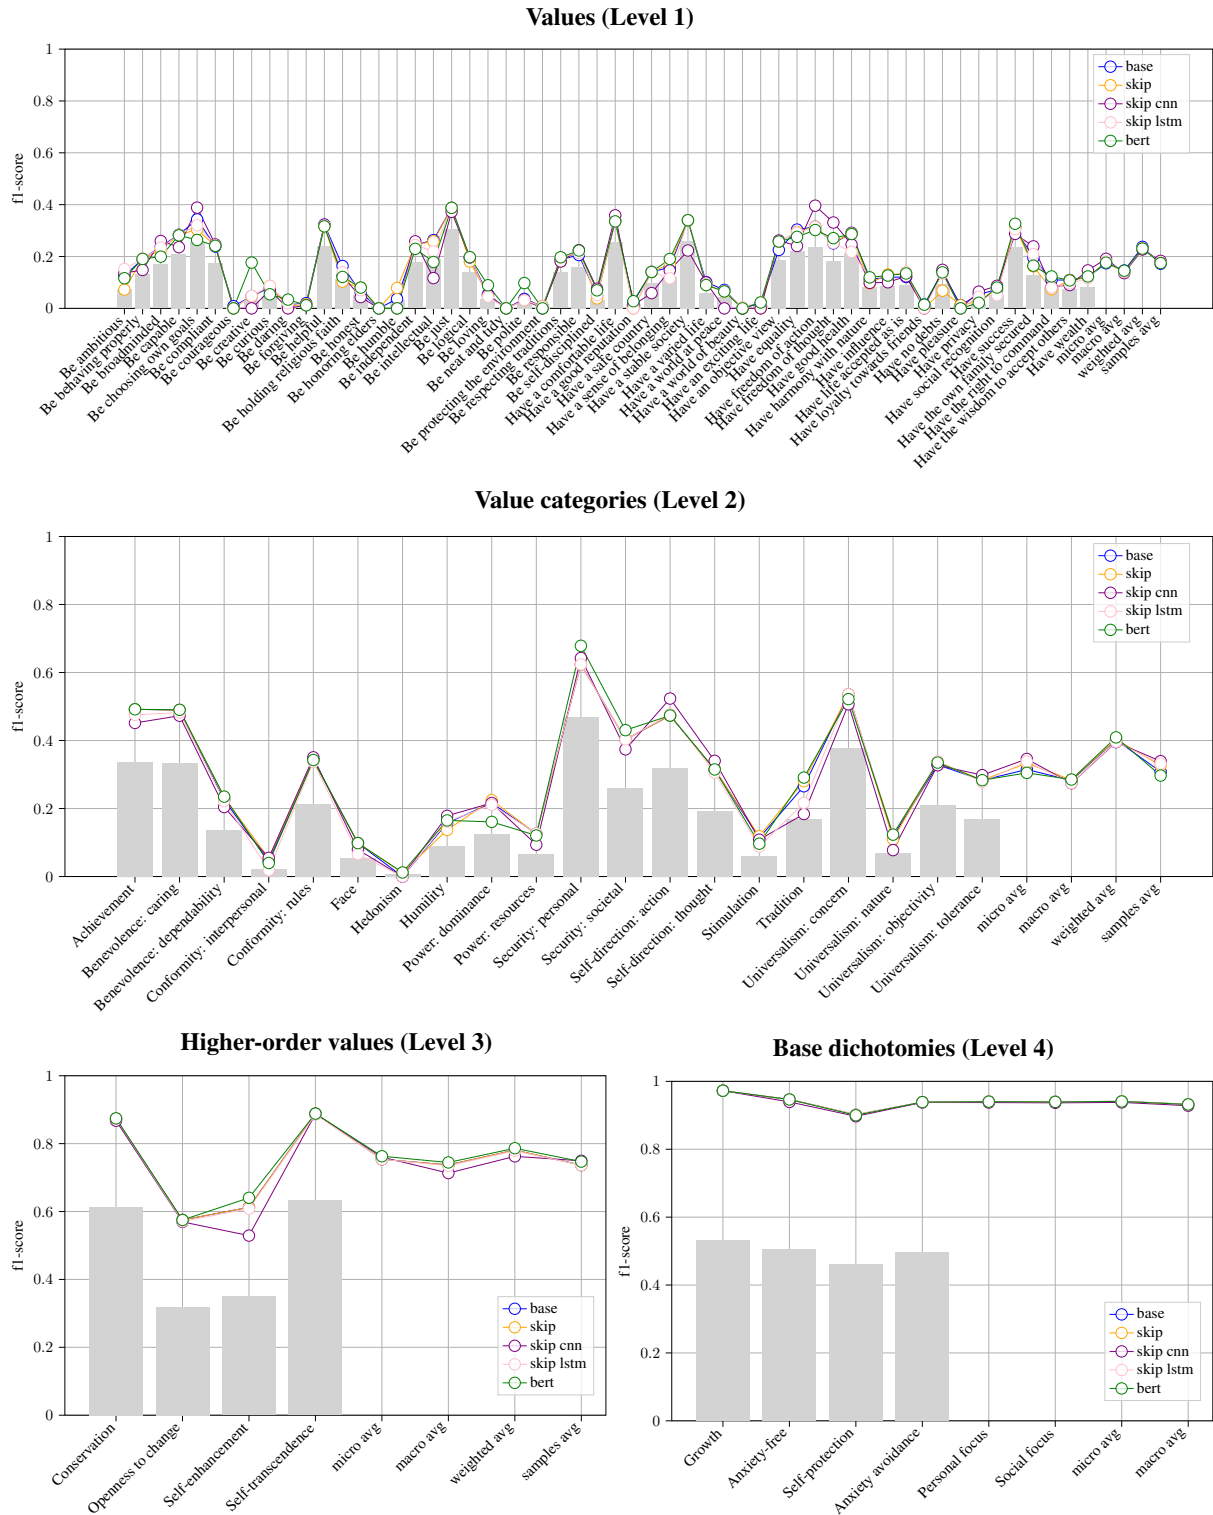 Values (Level 1)
f1-score
1
0.8
0.6
0.4
0.2
0
base
skip
skip cnn
skip lstm
bert
Be ambitious
Be behaving properly
Be broadminded
Be capable
Be choosing own goals
Be compliant
Be courageous
Be creative
Be curious
Be daring
Be forgiving
Be helpful
Be holding religious faith
Be honest
Be honoring elders
Be humble
Be independent
Be intellectual
Be just
Be logical
Be loving
Be neat and tidy
Be polite
Be protecting the environment
Be respecting traditions
Be responsible
Be self-disciplined
Have a comfortable life
Have a good reputation
Have a safe country
Have a sense of belonging
Have a stable society
Have a varied life
Have a world at peace
Have a world of beauty
Have an exciting life
Have an objective view
Have equality
Have freedom of action
Have freedom of thought
Have good health
Have harmony with nature
Have influence
Have life accepted as is
Have loyalty towards friends
Have no debts
Have pleasure
Have privacy
Have social recognition
Have success
Have the own family secured
Have the right to command
Have the wisdom to accept others
Have wealth
micro avg
macro avg
weighted avg
samples avg
Value categories (Level 2)
f1-score
1
0.8
0.6
0.4
0.2
0
base
skip
skip cnn
skip lstm
bert
Achievement
Benevolence: caring
Benevolence: dependability
Conformity: interpersonal
Conformity: rules
Face
Hedonism
Humility
Power: dominance
Power: resources
Security: personal
Security: societal
Self-direction: action
Self-direction: thought
Stimulation
Tradition
Universalism: concern
Universalism: nature
Universalism: objectivity
Universalism: tolerance
micro avg
macro avg
weighted avg
samples avg
Higher-order values (Level 3)
f1-score
1
0.8
0.6
0.4
0.2
0
base
skip
skip cnn
skip lstm
bert
Conservation
Openness to change
Self-enhancement
Self-transcendence
micro avg
macro avg
weighted avg
samples avg
Base dichotomies (Level 4)
f1-score
1
0.8
0.6
0.4
0.2
0
base
skip
skip cnn
skip lstm
bert
Growth
Anxiety-free
Self-protection
Anxiety avoidance
Personal focus
Social focus
micro avg
macro avg